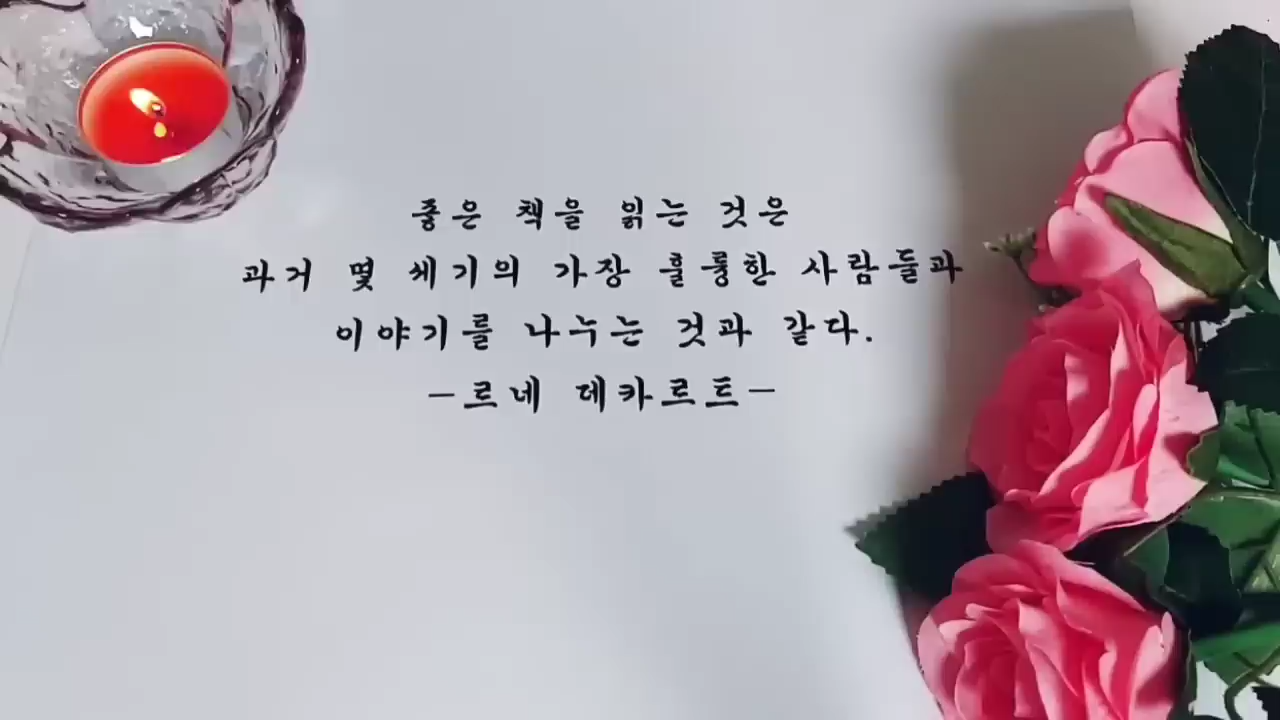 좋은 책을 읽는 것은
과거 몇 세기의 가장 훌륭한 사람들과
이야기를 나누는 것과 같다.
-르네 데카르트-